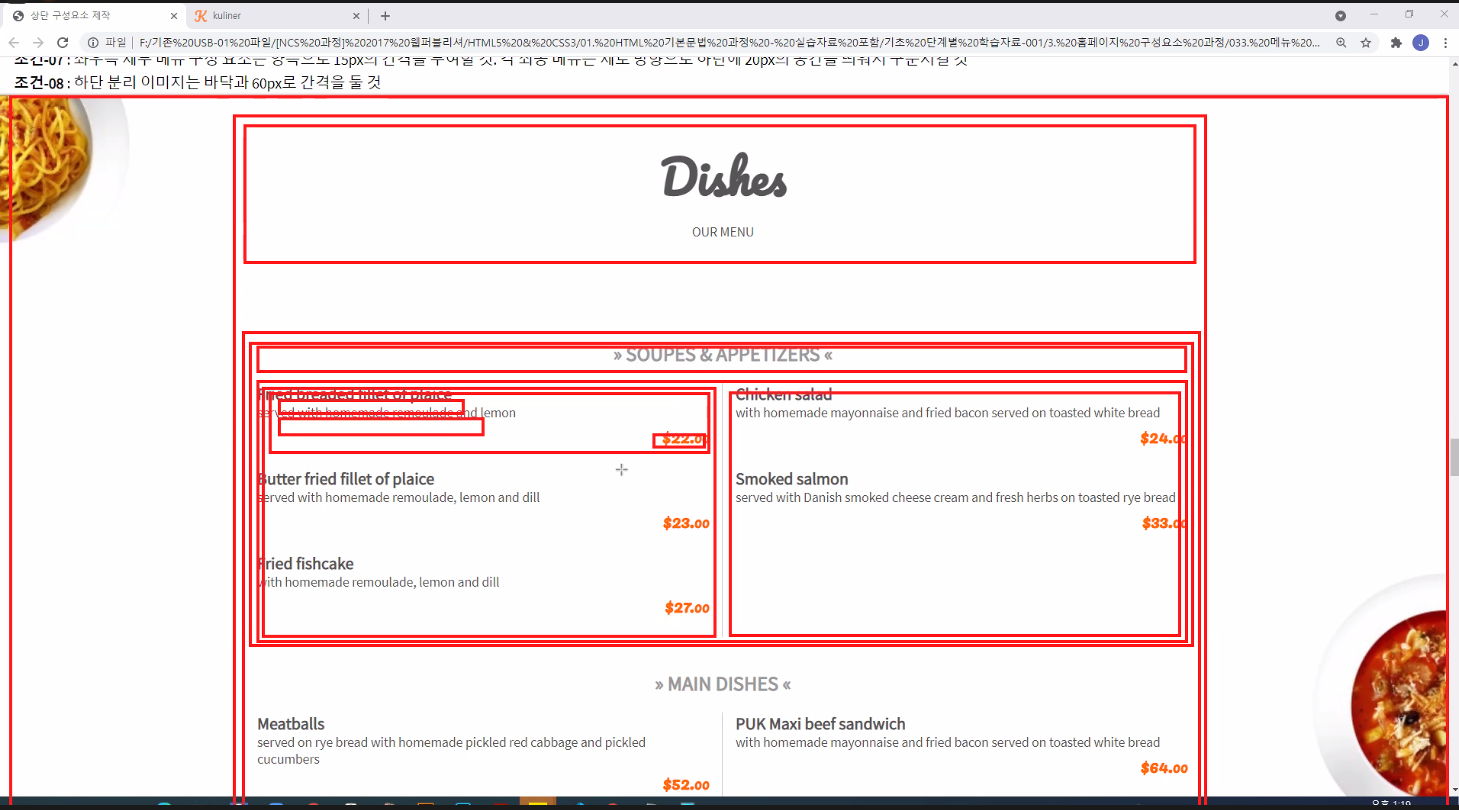 상단 구성요소 제작
kuliner
파일
F:/기존%20USB-01%20파일/[NCS%20과정]%202017%20웹퍼블리셔/HTML5%20&%20CSS3/01.%20HTML%20기본문법%20과정%20-%20실습자료%20포함/기초%20단계별%20학습자료-001/3.%20홈페이지%20구성요소%20과정/033.%20메뉴%20...
J
조건-07 : 좌우측 세부 메뉴 구성 요소는 양쪽으로 15px의 간격을 부여할 것. 각 최종 메뉴는 세로 방향으로 하단에 20px의 공간을 띄워서 구분지을 것
조건-08 : 하단 분리 이미지는 바닥과 60px로 간격을 둘 것
Dishes
OUR MENU
» SOUPES & APPETIZERS «
Fried breaded fillet of plaice
served with homemade remoulade and lemon
$22.00
Butter fried fillet of plaice
served with homemade remoulade, lemon and dill
$23.00
Fried fishcake
with homemade remoulade, lemon and dill
$27.00
Chicken salad
with homemade mayonnaise and fried bacon served on toasted white bread
$24.00
Smoked salmon
served with Danish smoked cheese cream and fresh herbs on toasted rye bread
$33.00
» MAIN DISHES «
Meatballs
served on rye bread with homemade pickled red cabbage and pickled
cucumbers
$52.00
PUK Maxi beef sandwich
with homemade mayonnaise and fried bacon served on toasted white bread
$64.00
오후 1:19